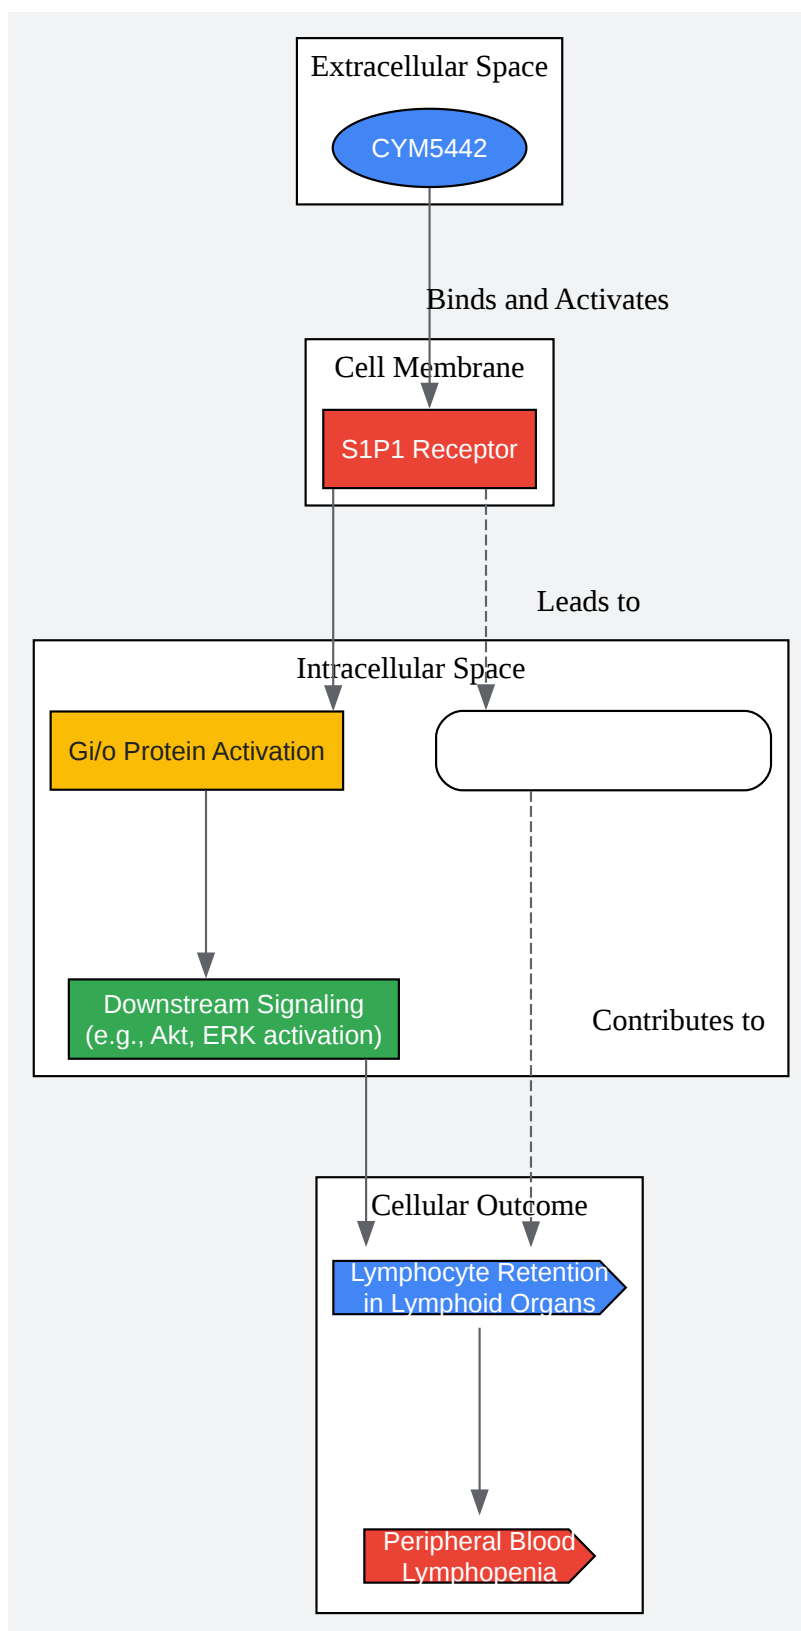 Extracellular Space
CYM5442
Binds and Activates
Cell Membrane
S1P1 Receptor
Leads to
Intracellular Space
Gi/o Protein Activation
Downstream Signaling
(e.g., Akt, ERK activation)
Contributes to
Cellular Outcome
Lymphocyte Retention
in Lymphoid Organs
Peripheral Blood
Lymphopenia